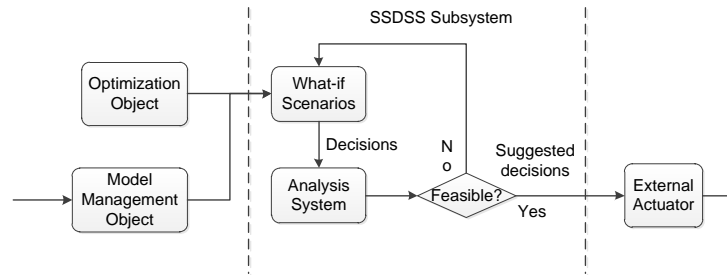 SSDSS Subsystem
Optimization
Object
What-if
Scenarios
Decisions
N
o
Suggested
decisions
Model
Management
Object
Analysis
System
Feasible?
Yes
External
Actuator